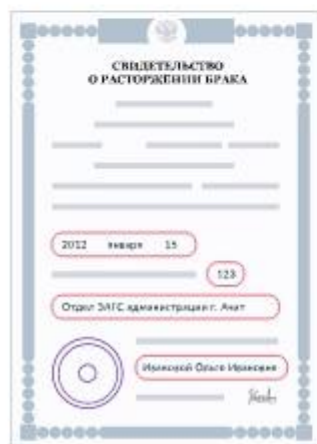 СВИДЕТЕЛЬСТВО
О РАСТОРЖЕНИИ БРАКА
2012 января 15
123
Отдел ЗАГС администрации г. Анат
Ивановой Ольге Ивановне